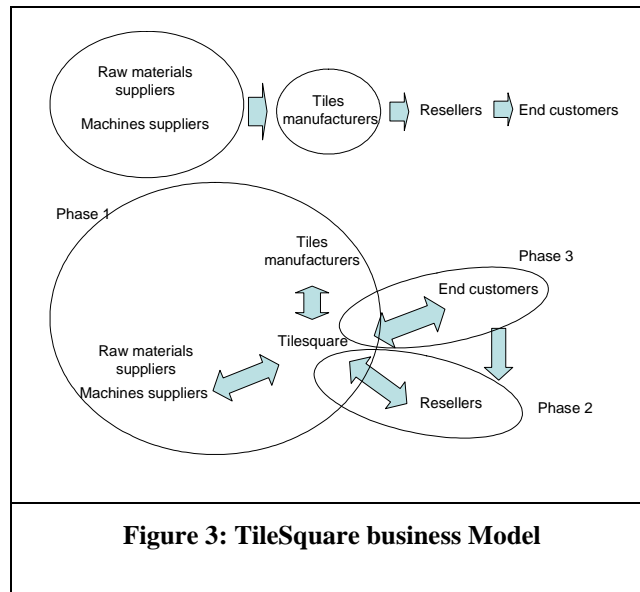 Raw materials
suppliers
Machines suppliers
Tiles
manufacturers
Resellers
End customers
Phase 1
Tiles
manufacturers
Phase 3
End customers
Tilesquare
Raw materials
suppliers
Machines suppliers
Resellers
Phase 2
Figure 3: TileSquare business Model